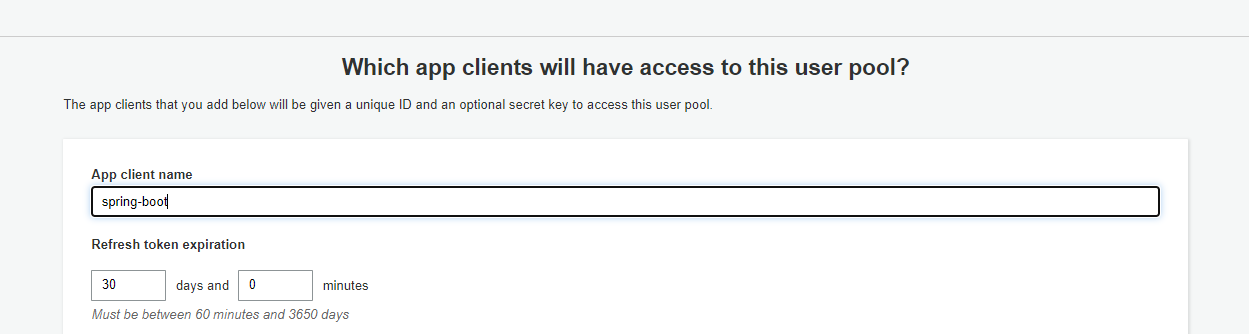 Which app clients will have access to this user pool?
The app clients that you add below will be given a unique ID and an optional secret key to access this user pool.
App client name
spring-boot
Refresh token expiration
30 days and 0 minutes
Must be between 60 minutes and 3650 days